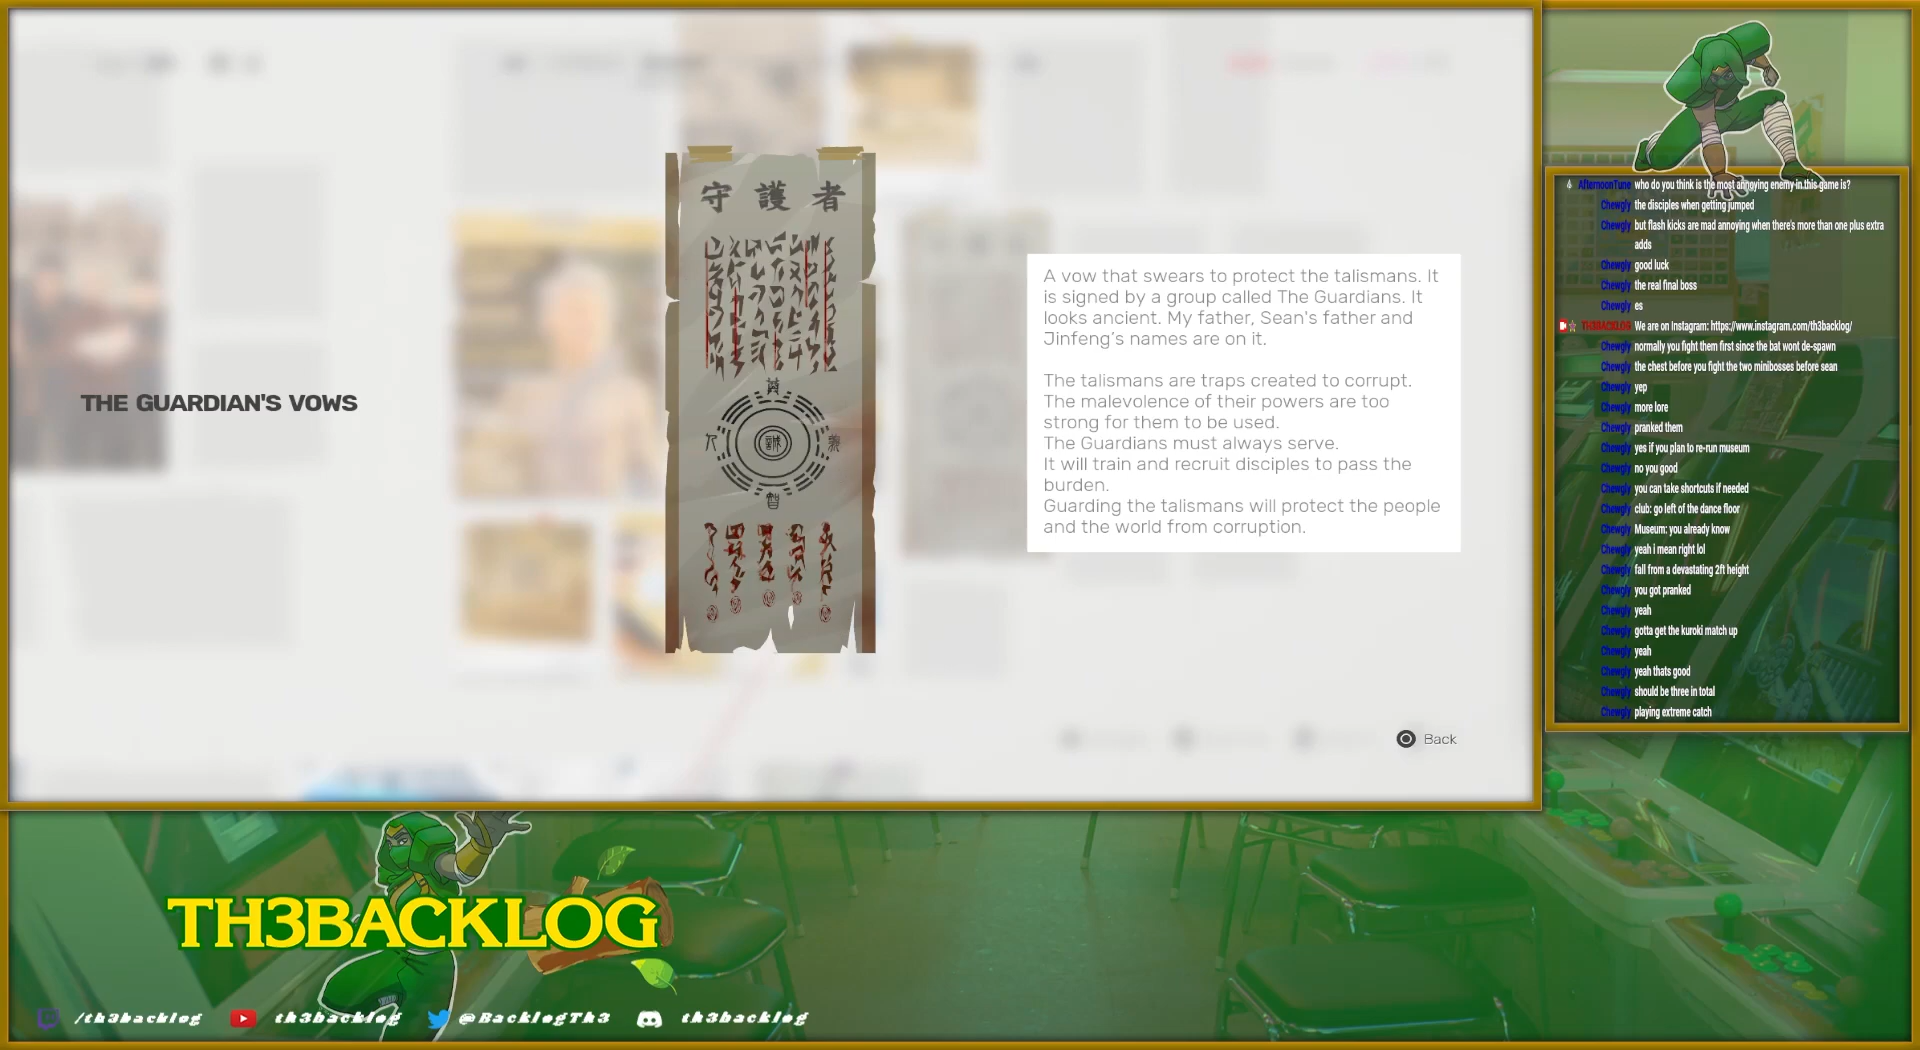 THE GUARDIAN'S VOWS
守 護 者
誠
A vow that swears to protect the talismans. It
is signed by a group called The Guardians. It
looks ancient. My father, Sean's father and
Jinfeng's names are on it.
The talismans are traps created to corrupt.
The malevolence of their powers are too
strong for them to be used.
The Guardians must always serve.
It will train and recruit disciples to pass the
burden.
Guarding the talismans will protect the people
and the world from corruption.
Back
AfternoonTune who do you think is the most annoying enemy in this game is?
Chewgly the disciples when getting jumped
Chewgly but flash kicks are mad annoying when there's more than one plus extra
adds
Chewgly good luck
Chewgly the real final boss
Chewgly es
TH3BACKLOG We are on Instagram: https://www.instagram.com/th3backlog/
Chewgly normally you fight them first since the bat wont de-spawn
Chewgly the chest before you fight the two minibosses before sean
Chewgly yep
Chewgly more lore
Chewgly pranked them
Chewgly yes if you plan to re-run museum
Chewgly no you good
Chewgly you can take shortcuts if needed
Chewgly club: go left of the dance floor
Chewgly Museum: you already know
Chewgly yeah i mean right lol
Chewgly fall from a devastating 2ft height
Chewgly you got pranked
Chewgly yeah
Chewgly gotta get the kuroki match up
Chewgly yeah
Chewgly yeah thats good
Chewgly should be three in total
Chewgly playing extreme catch
TH3BACKLOG
/th3backlog th3backlog @BacklogTh3 th3backlog